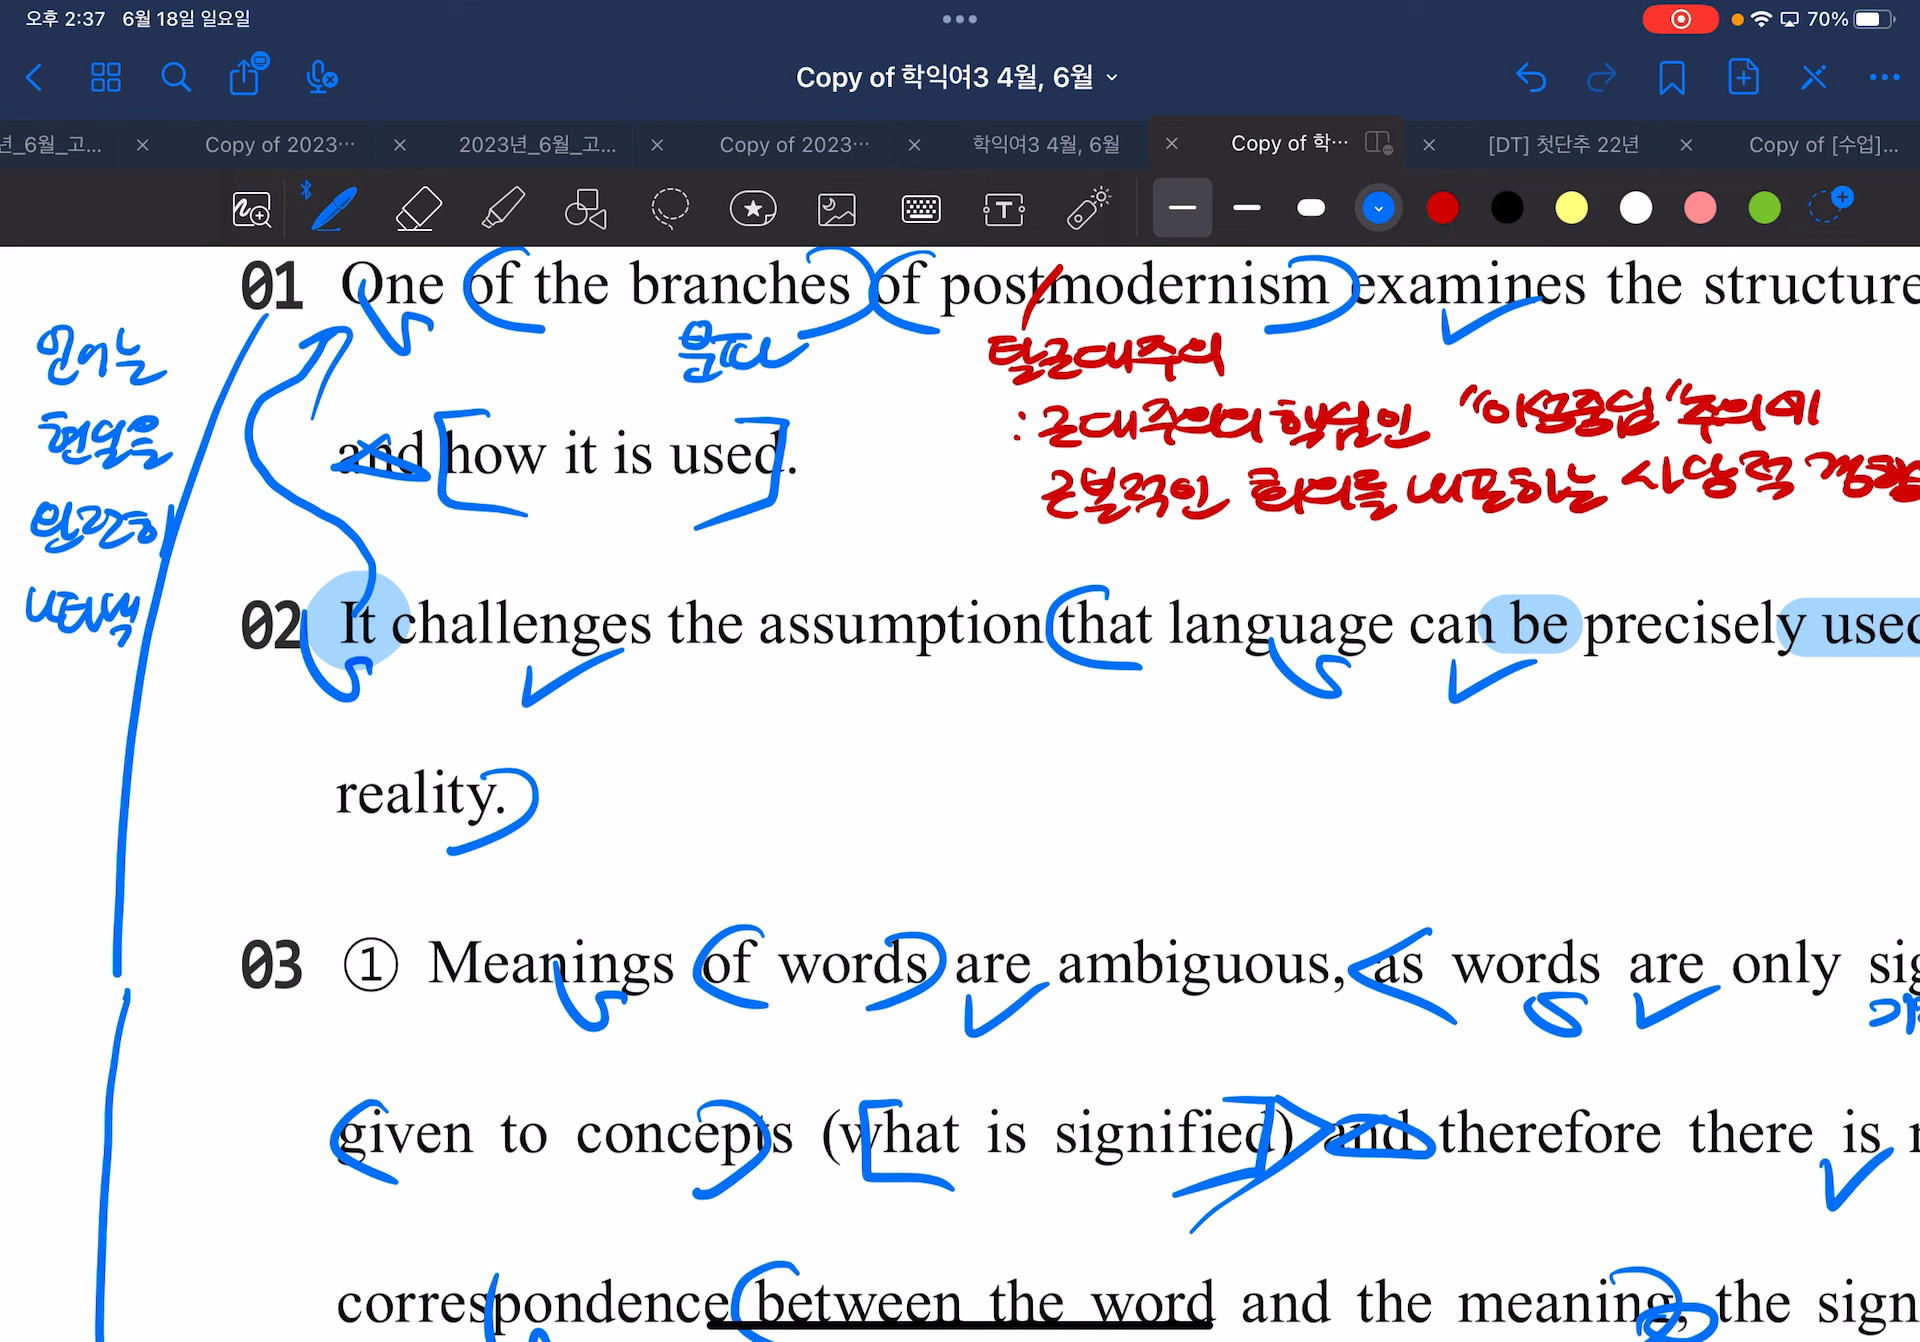 오후 2:37 6월 18일 일요일
70%
Copy of 학익여3 4월, 6월
년_6월_고...
Copy of 2023...
2023년_6월_고...
Copy of 2023...
학익여3 4월, 6월
Copy of 학...
[DT] 첫단추 22년
Copy of [수업]...
01 One of the branches of postmodernism examines the structure
문파
탈근대주의
언어는
현실을
완전히
나타냄
: 근대주의의 핵심인 "이성중심"주의에
and how it is used.
근본적인 회의를 내포하는 사상적 경향
02 It challenges the assumption that language can be precisely used
reality.
03 ① Meanings of words are ambiguous, as words are only sig
given to concepts (what is signified) and therefore there is
correspondence between the word and the meaning, the sign